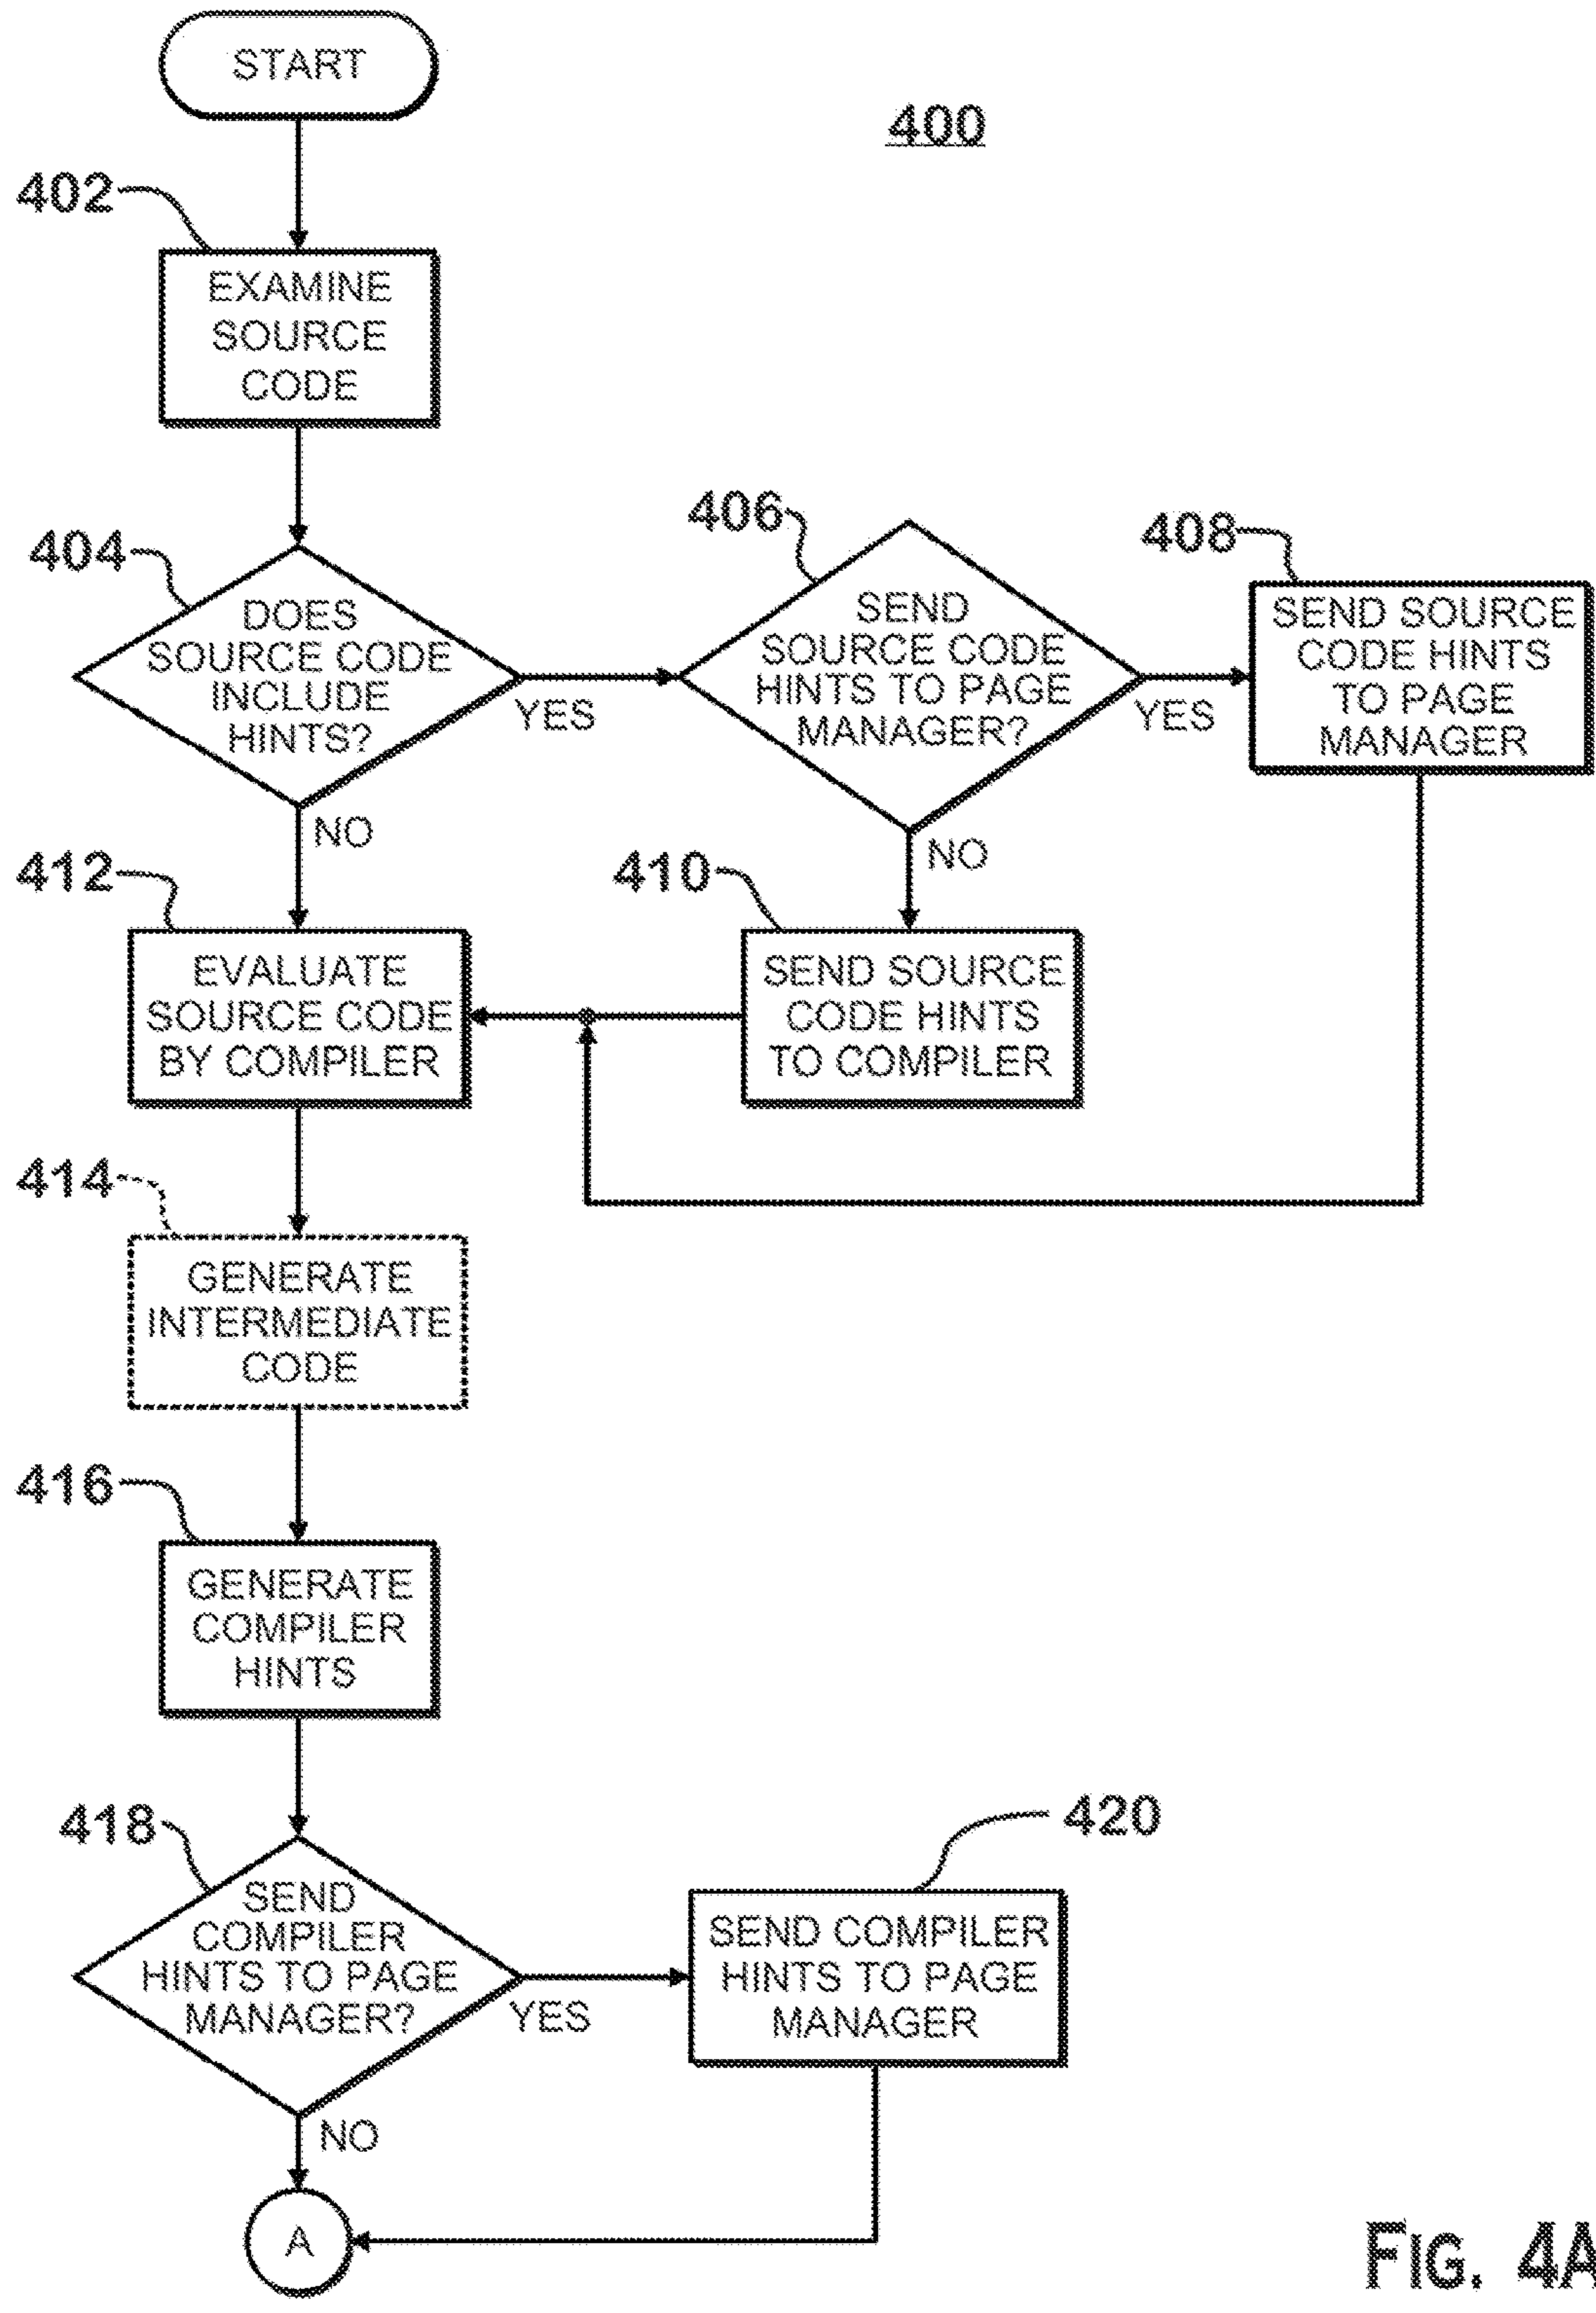 START
400
402
EXAMINE
SOURCE
CODE
404
DOES
SOURCE CODE
INCLUDE
HINTS?
YES
NO
406
SEND
SOURCE CODE
HINTS TO PAGE
MANAGER?
YES
NO
408
SEND SOURCE
CODE HINTS
TO PAGE
MANAGER
410
SEND SOURCE
CODE HINTS
TO COMPILER
412
EVALUATE
SOURCE CODE
BY COMPILER
414
GENERATE
INTERMEDIATE
CODE
416
GENERATE
COMPILER
HINTS
418
SEND
COMPILER
HINTS TO PAGE
MANAGER?
YES
NO
420
SEND COMPILER
HINTS TO PAGE
MANAGER
A
FIG. 4A